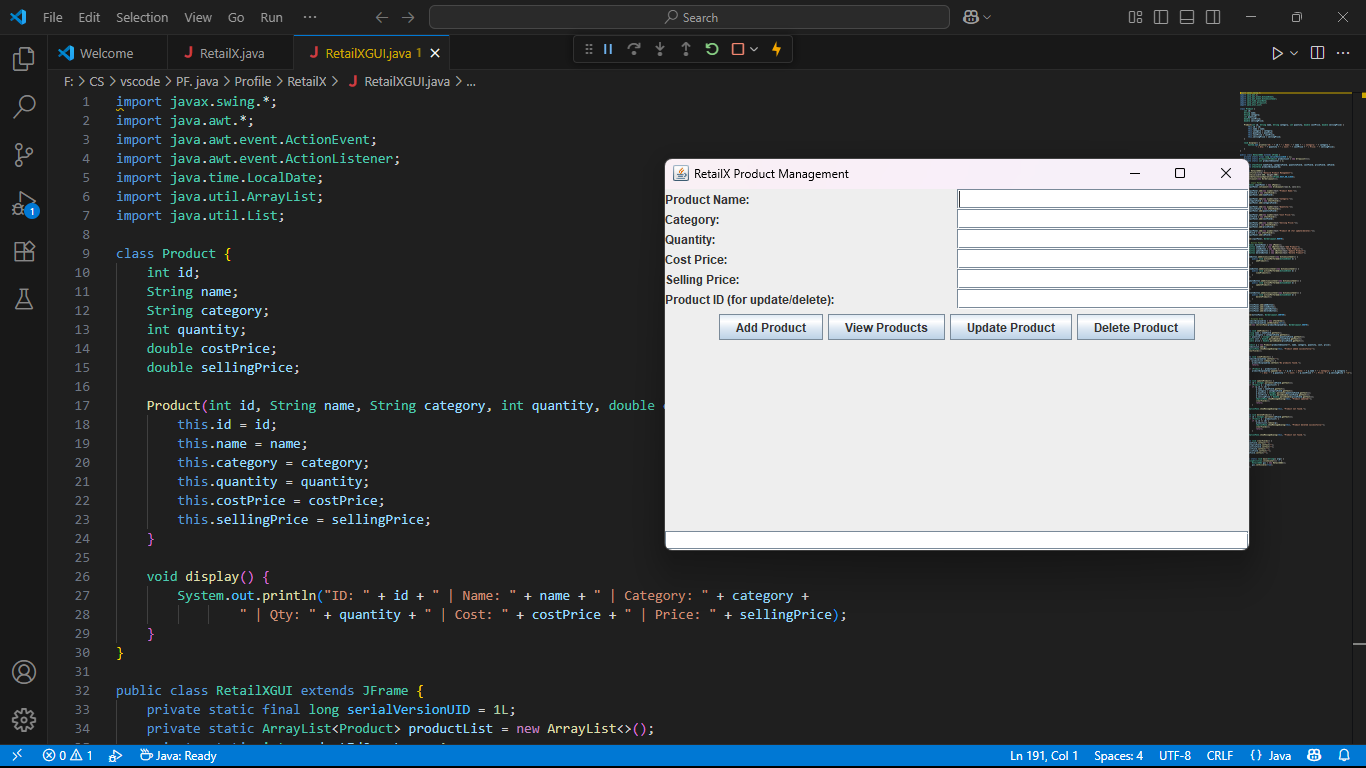 File Edit Selection View Go Run ··· Search
Welcome RetailX.java RetailXGUI.java 1
F: > CS > vscode > PF. java > Profile > RetailX > RetailXGUI.java > ...
1 import javax.swing.*;
2 import java.awt.*;
3 import java.awt.event.ActionEvent;
4 import java.awt.event.ActionListener;
5 import java.time.LocalDate;
6 import java.util.ArrayList;
7 import java.util.List;
8
9 class Product {
10 int id;
11 String name;
12 String category;
13 int quantity;
14 double costPrice;
15 double sellingPrice;
16
17 Product(int id, String name, String category, int quantity, double
18 this.id = id;
19 this.name = name;
20 this.category = category;
21 this.quantity = quantity;
22 this.costPrice = costPrice;
23 this.sellingPrice = sellingPrice;
24 }
25
26 void display() {
27 System.out.println("ID: " + id + " | Name: " + name + " | Category: " + category +
28 " | Qty: " + quantity + " | Cost: " + costPrice + " | Price: " + sellingPrice);
29 }
30 }
31
32 public class RetailXGUI extends JFrame {
33 private static final long serialVersionUID = 1L;
34 private static ArrayList<Product> productList = new ArrayList<>();
RetailX Product Management
Product Name:
Category:
Quantity:
Cost Price:
Selling Price:
Product ID (for update/delete):
Add Product View Products Update Product Delete Product
1
0 1 Java: Ready Ln 191, Col 1 Spaces: 4 UTF-8 CRLF {} Java